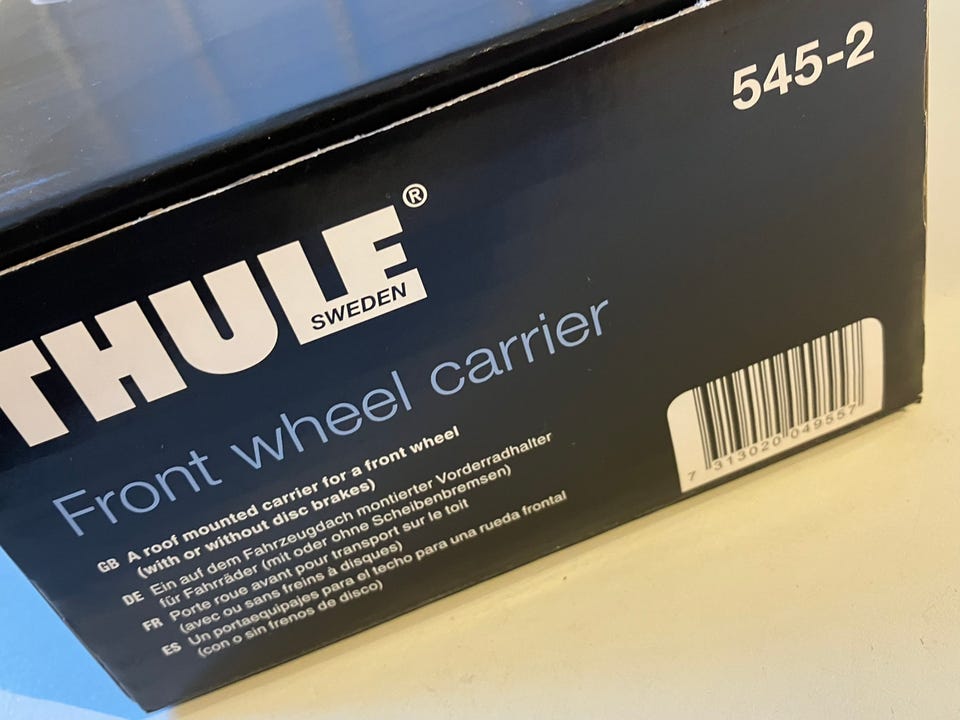 545-2
THULE®
SWEDEN
Front wheel carrier
GB A roof mounted carrier for a front wheel
(with or without disc brakes)
DE Ein auf dem Fahrzeugdach montierter Vorderradhalter
für Fahrräder (mit oder ohne Scheibenbremsen)
FR Porte roue avant pour transport sur le toit
(avec ou sans freins à disques)
ES Un portaequipajes para el techo para una rueda frontal
(con o sin frenos de disco)
7 313020 049557